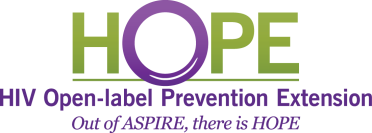 HOPE
HIV Open-label Prevention Extension
Out of ASPIRE, there is HOPE